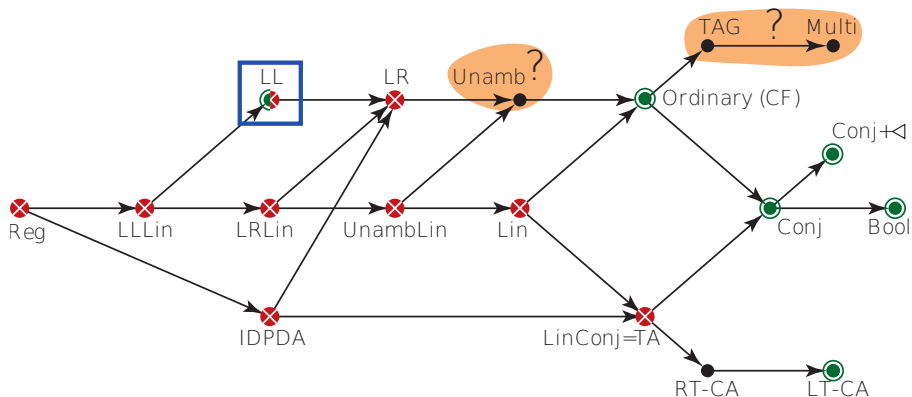 TAG ? Multi
LL LR Unamb ?
Ordinary (CF)
Conj+⊲
Reg LLLin LRLin UnambLin Lin Conj Bool
IDPDA LinConj=TA
RT-CA LT-CA